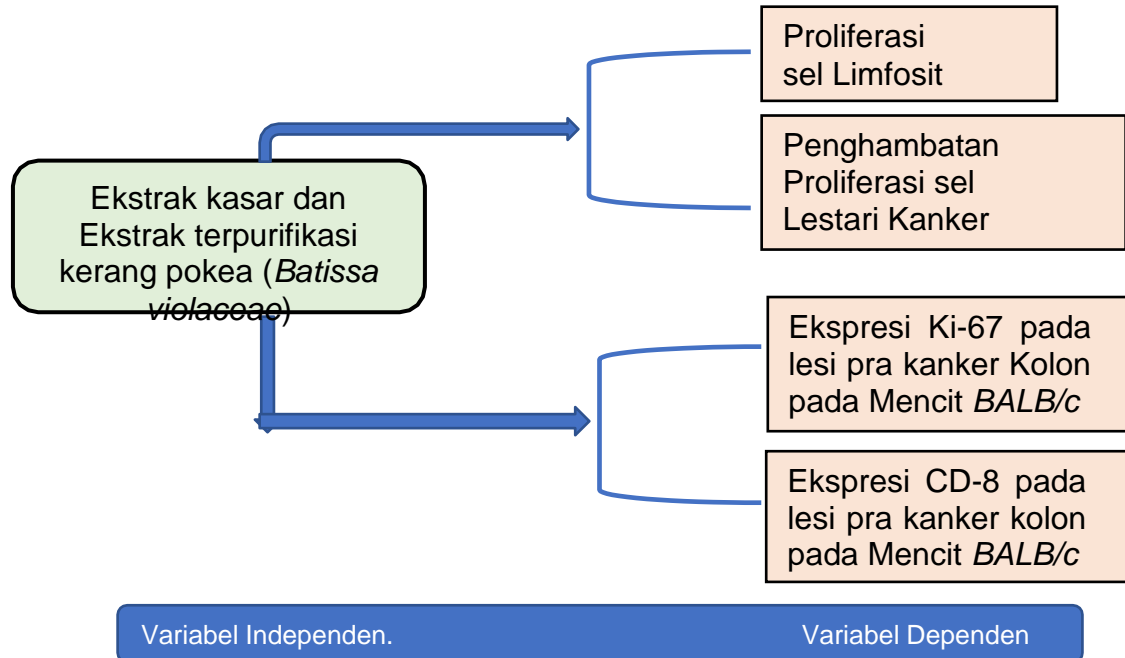 Proliferasi
sel Limfosit
Penghambatan
Proliferasi sel
Lestari Kanker
Ekstrak kasar dan
Ekstrak terpurifikasi
kerang pokea (Batissa
violaceae)
Ekspresi Ki-67 pada
lesi pra kanker Kolon
pada Mencit BALB/c
Ekspresi CD-8 pada
lesi pra kanker kolon
pada Mencit BALB/c
Variabel Independen. Variabel Dependen